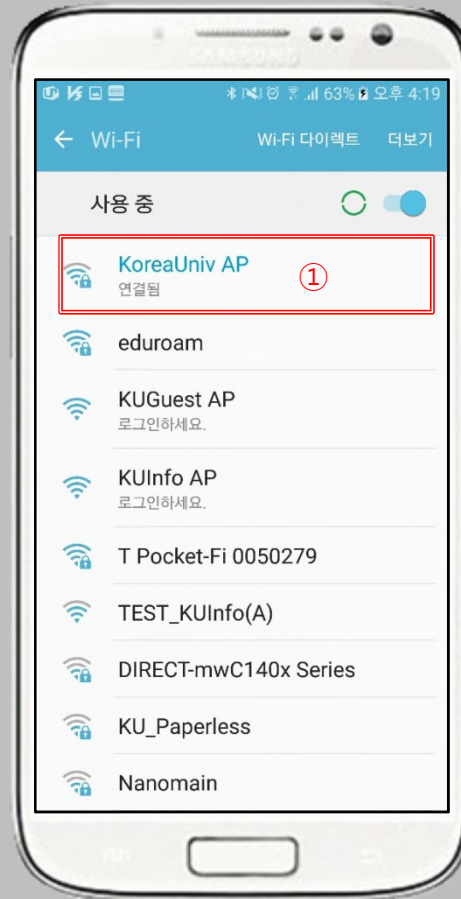 SAMSUNG
63% 오후 4:19
Wi-Fi Wi-Fi 다이렉트 더보기
사용 중
KoreaUniv AP
①
연결됨
eduroam
KUGuest AP
로그인하세요.
KUInfo AP
로그인하세요.
T Pocket-Fi 0050279
TEST_KUInfo(A)
DIRECT-mwC140x Series
KU_Paperless
Nanomain